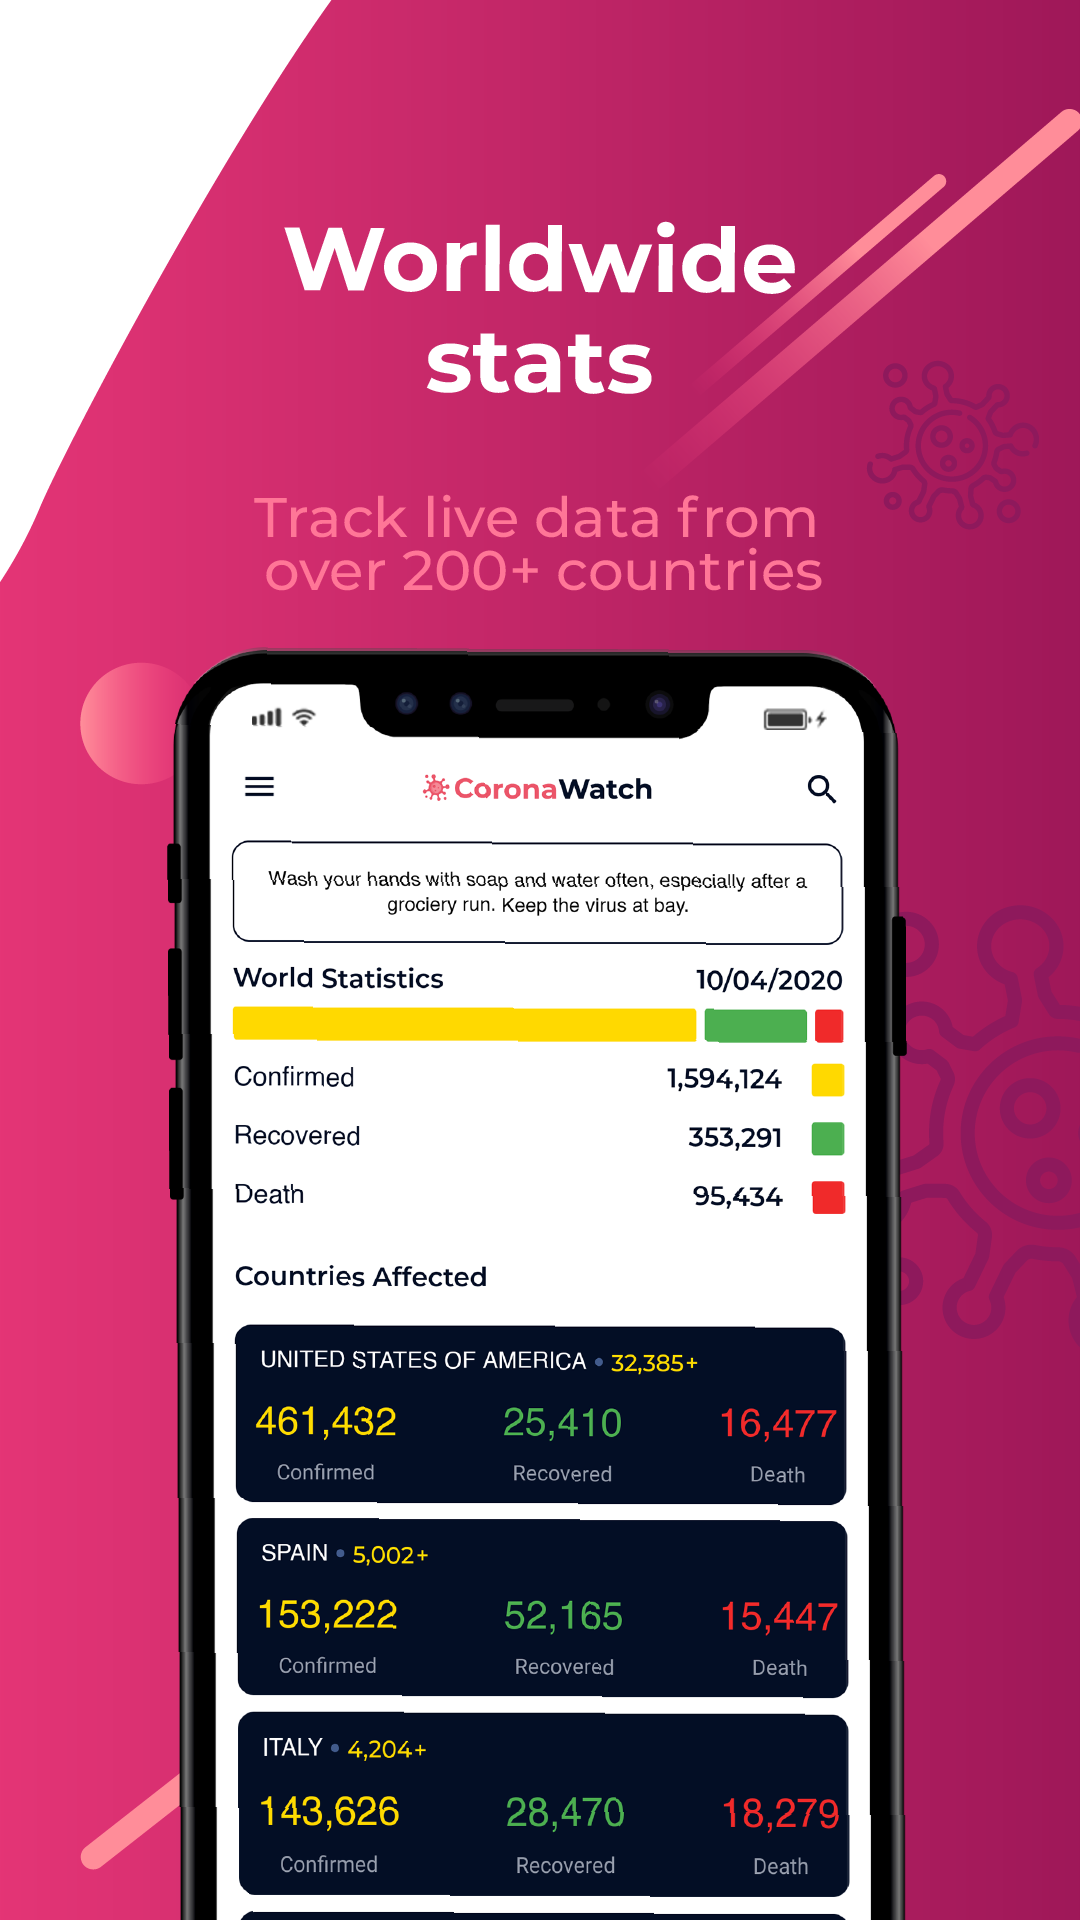 Worldwide
stats
Track live data from
over 200+ countries
CoronaWatch
Wash your hands with soap and water often, especially after a
grociery run. Keep the virus at bay.
World Statistics 10/04/2020
Confirmed 1,594,124
Recovered 353,291
Death 95,434
Countries Affected
UNITED STATES OF AMERICA • 32,385+
461,432 25,410 16,477
Confirmed Recovered Death
SPAIN • 5,002+
153,222 52,165 15,447
Confirmed Recovered Death
ITALY • 4,204+
143,626 28,470 18,279
Confirmed Recovered Death